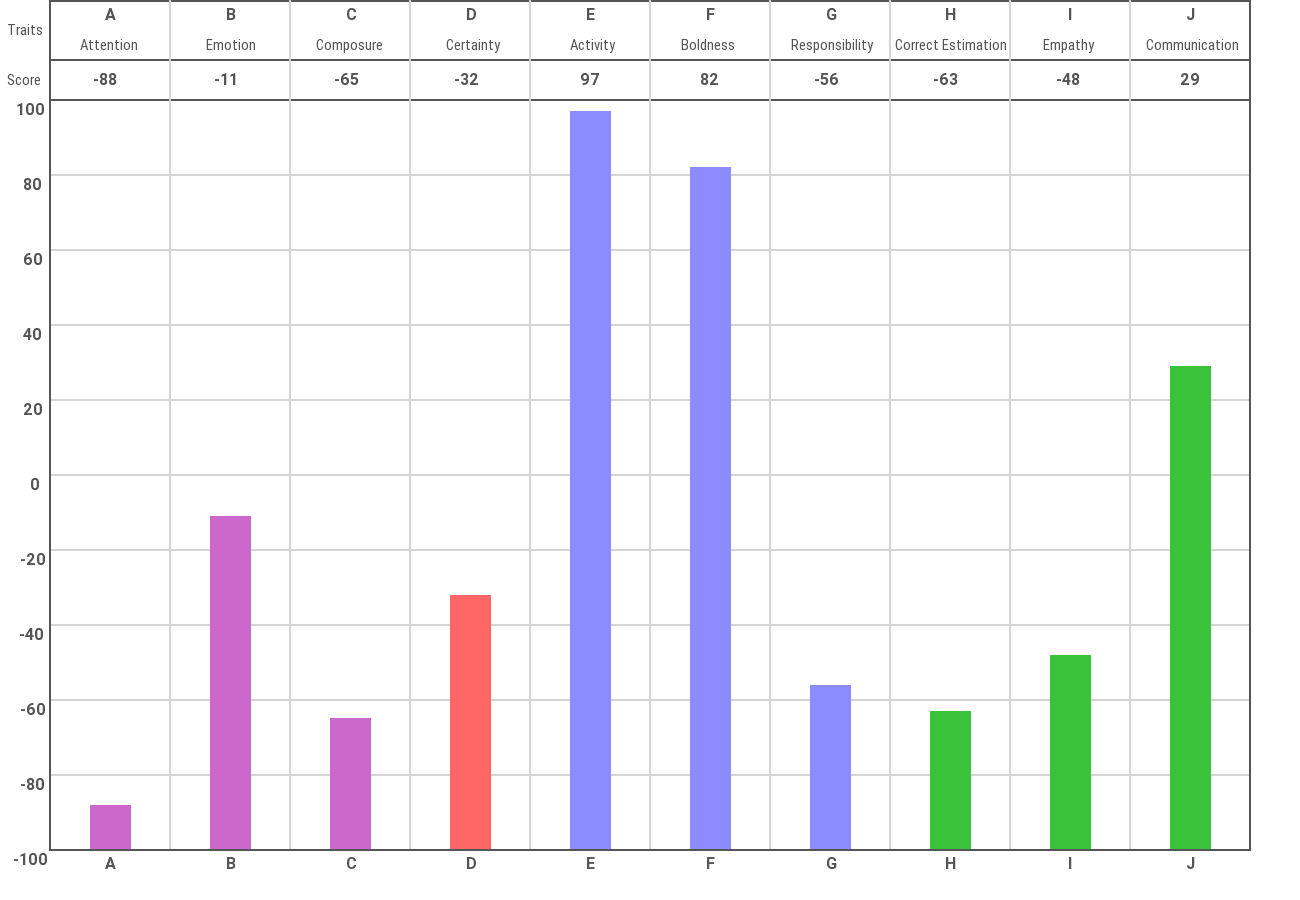 Traits A B C D E F G H I J
Attention Emotion Composure Certainty Activity Boldness Responsibility Correct Estimation Empathy Communication
Score -88 -11 -65 -32 97 82 -56 -63 -48 29
100
80
60
40
20
0
-20
-40
-60
-80
-100
A B C D E F G H I J